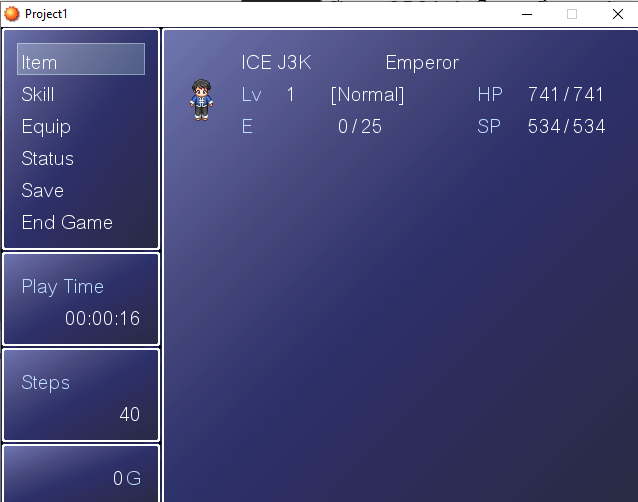 Project1
Item
Skill
Equip
Status
Save
End Game
Play Time
00:00:16
Steps
40
0G
ICE J3K Emperor
Lv 1 [Normal] HP 741/741
E 0/25 SP 534/534